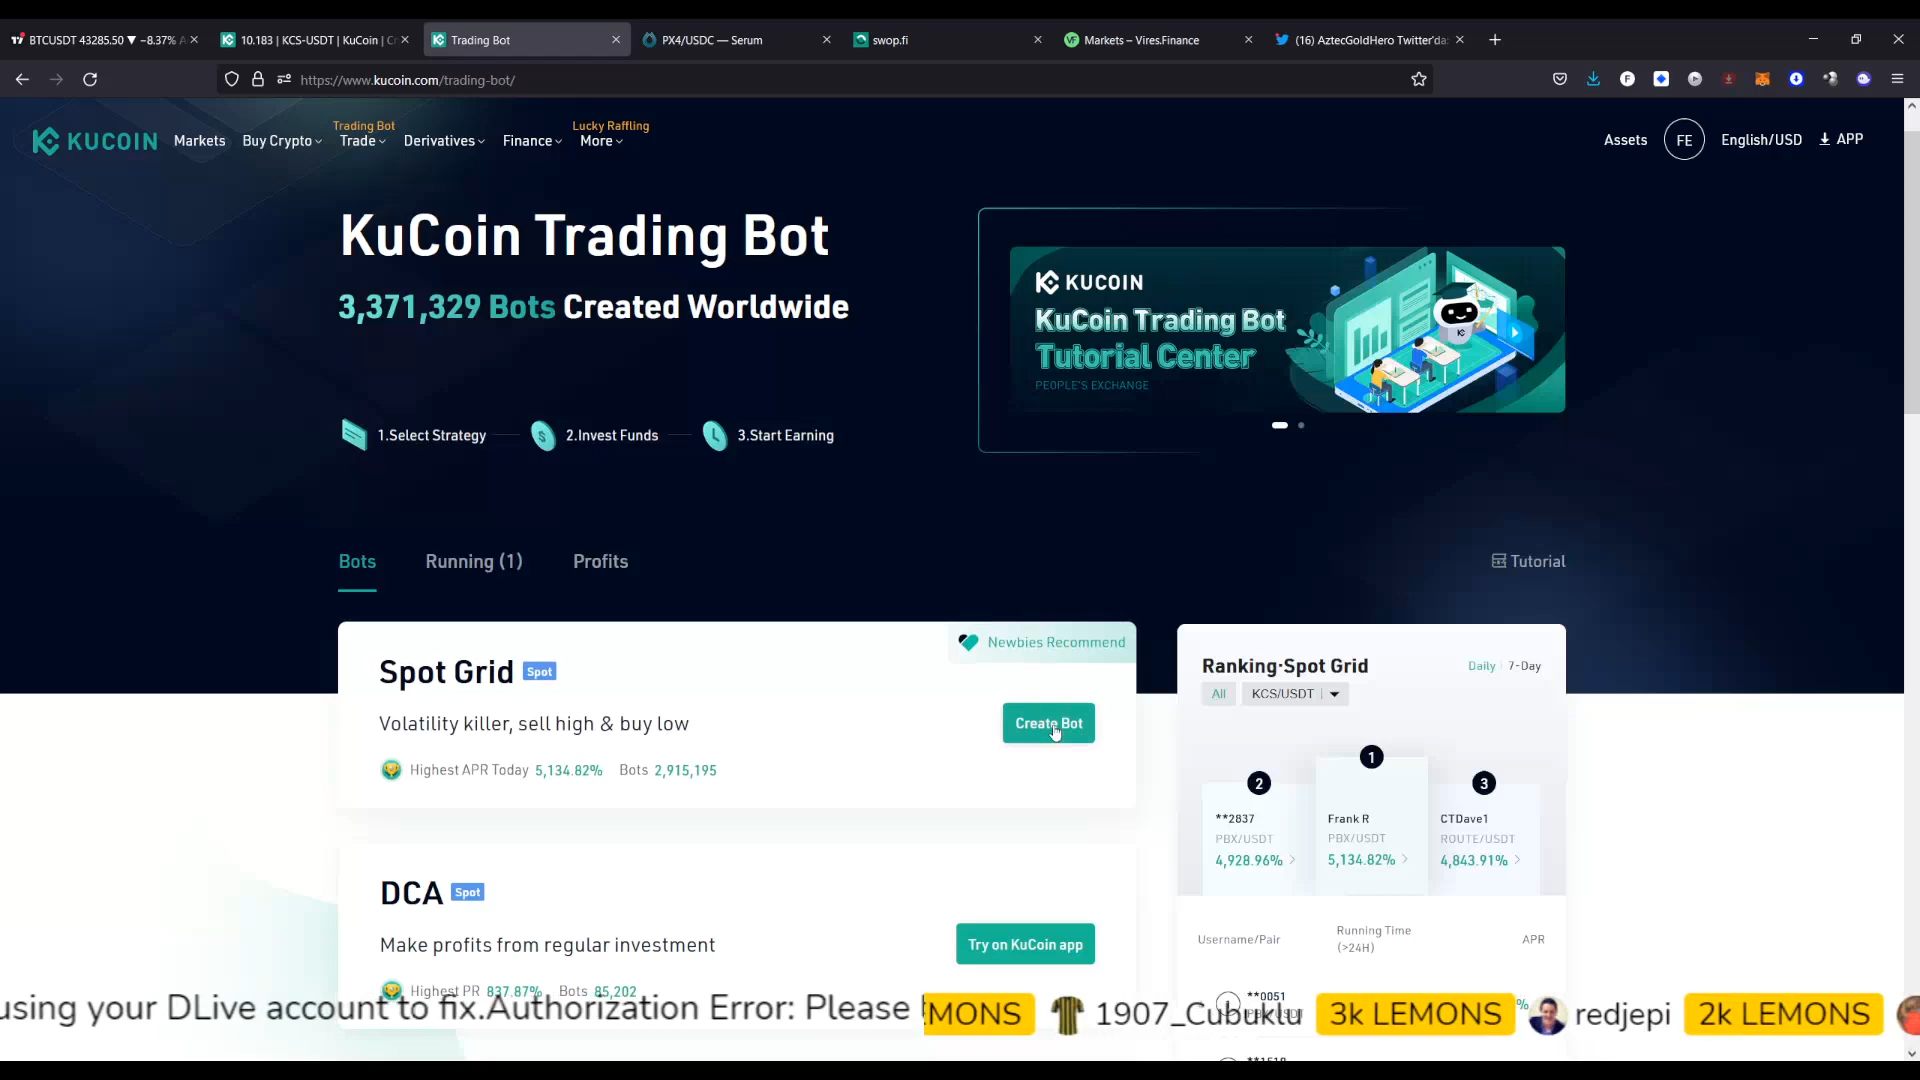 BTCUSDT 43285.50 ▼ −8.37%
10.183 | KCS-USDT | KuCoin |
Trading Bot
PX4/USDC — Serum
swop.fi
Markets – Vires.Finance
(16) AztecGoldHero Twitter'da:
https://www.kucoin.com/trading-bot/
KUCOIN
Markets
Buy Crypto
Trading Bot
Trade
Derivatives
Finance
Lucky Raffling
More
Assets
FE
English/USD
APP
KuCoin Trading Bot
3,371,329 Bots Created Worldwide
1.Select Strategy
2.Invest Funds
3.Start Earning
KUCOIN
KuCoin Trading Bot
Tutorial Center
PEOPLE'S EXCHANGE
Bots
Running (1)
Profits
Tutorial
Newbies Recommend
Spot Grid Spot
Volatility killer, sell high & buy low
Create Bot
Highest APR Today 5,134.82% Bots 2,915,195
DCA Spot
Make profits from regular investment
Try on KuCoin app
Highest PR 837.87% Bots 85,202
Ranking·Spot Grid
Daily | 7-Day
All
KCS/USDT
2
**2837
PBX/USDT
4,928.96%
1
Frank R
PBX/USDT
5,134.82%
3
CTDave1
ROUTE/USDT
4,843.91%
Username/Pair
Running Time
(>24H)
APR
**0051
using your DLive account to fix.Authorization Error: Please
MONS
1907_Cubuklu
3k LEMONS
redjepi
2k LEMONS